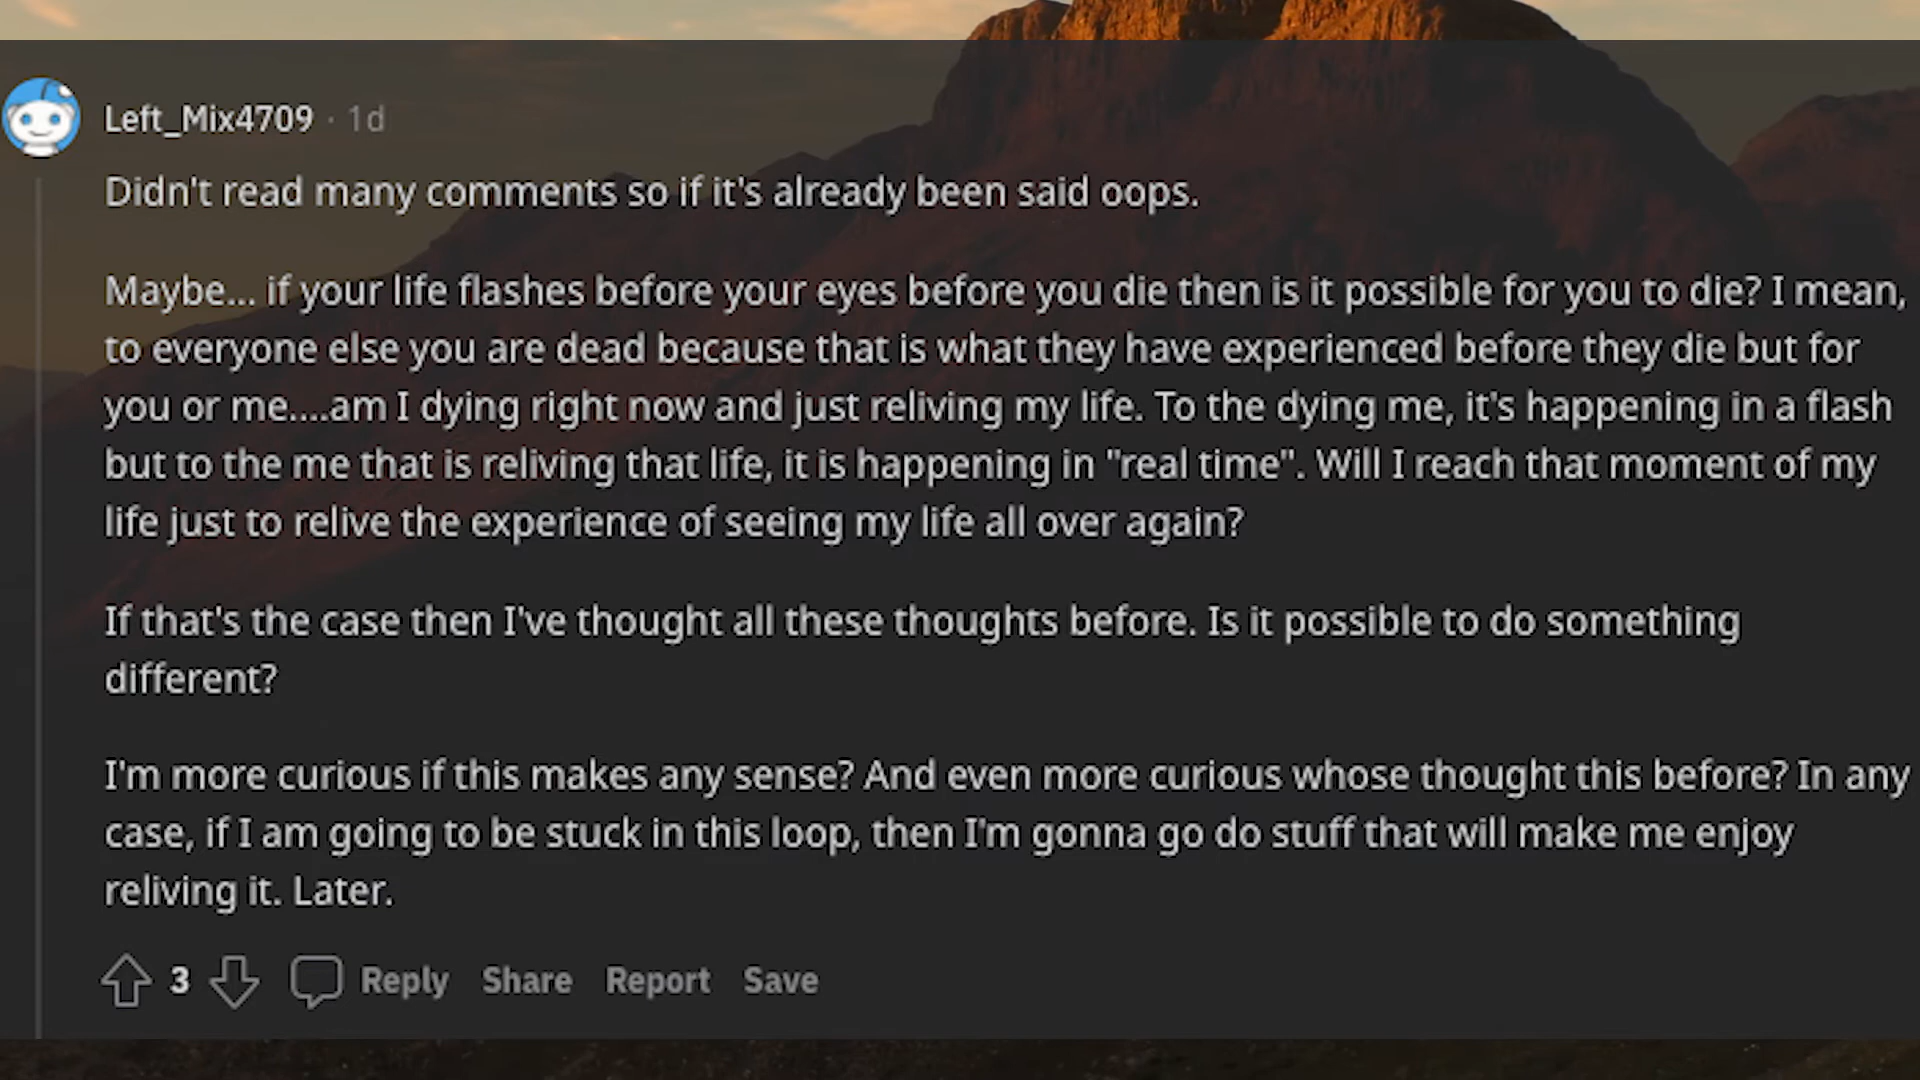 Left_Mix4709 · 1d
Didn't read many comments so if it's already been said oops.
Maybe... if your life flashes before your eyes before you die then is it possible for you to die? I mean,
to everyone else you are dead because that is what they have experienced before they die but for
you or me....am I dying right now and just reliving my life. To the dying me, it's happening in a flash
but to the me that is reliving that life, it is happening in "real time". Will I reach that moment of my
life just to relive the experience of seeing my life all over again?
If that's the case then I've thought all these thoughts before. Is it possible to do something
different?
I'm more curious if this makes any sense? And even more curious whose thought this before? In any
case, if I am going to be stuck in this loop, then I'm gonna go do stuff that will make me enjoy
reliving it. Later.
3 Reply Share Report Save